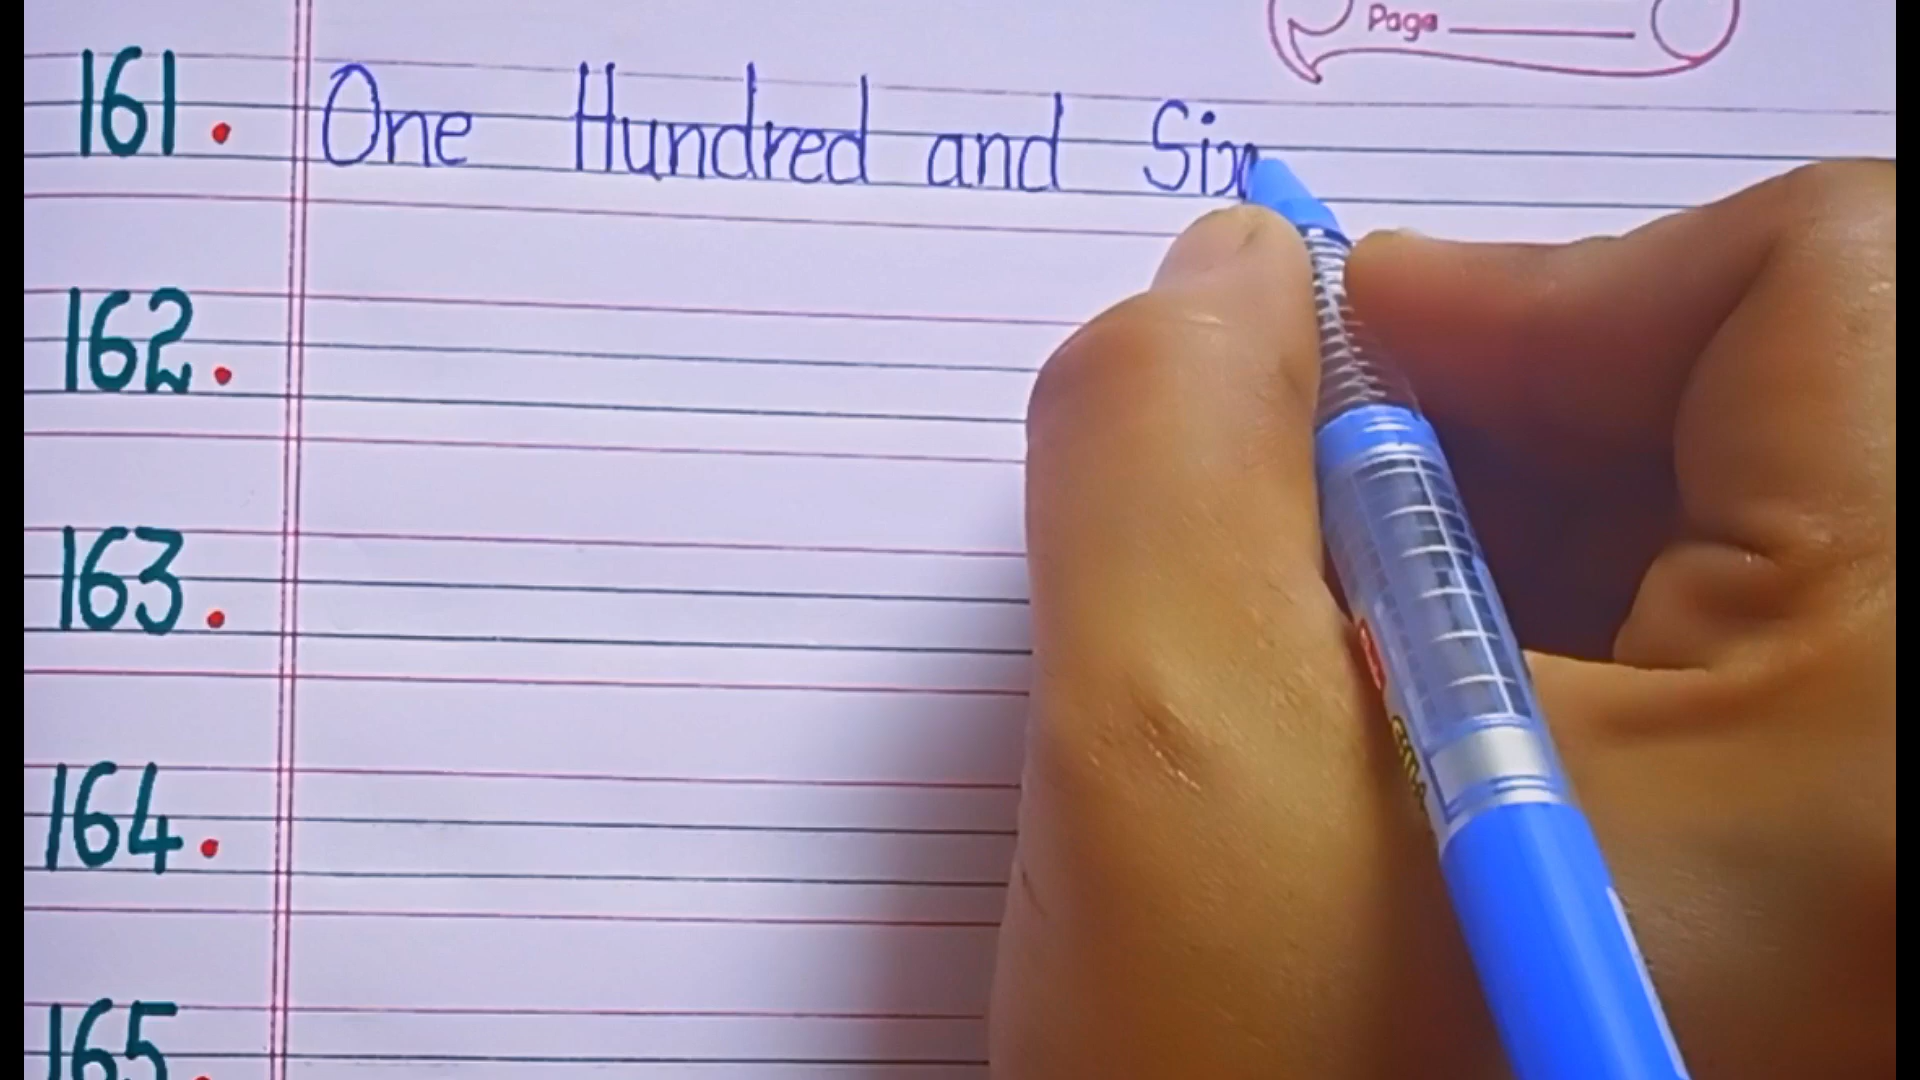 Page
161. One Hundred and Six
162.
163.
164.
165.